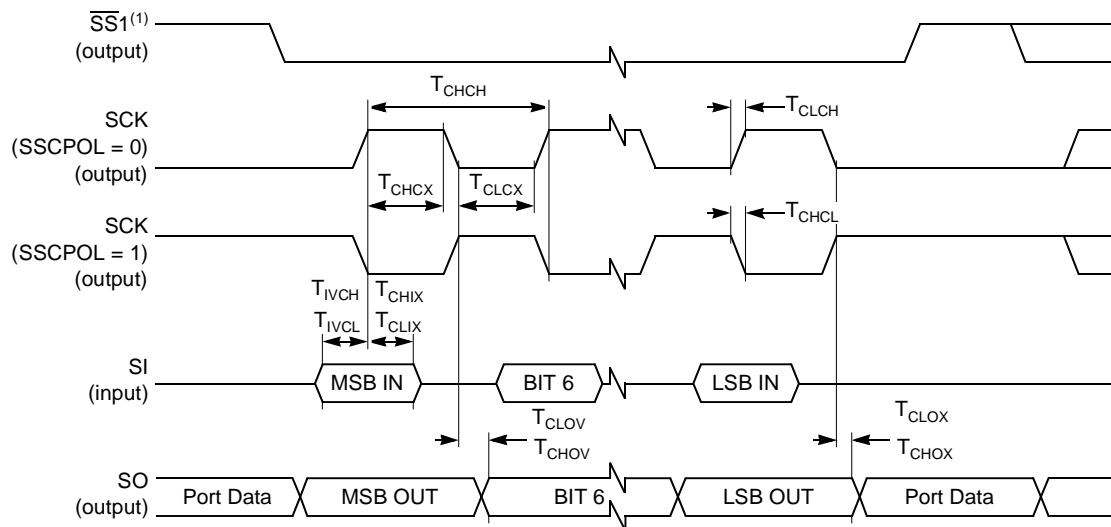 SS1(1)
(output)
TCHCH
TCLCH
SCK
(SSCPOL = 0)
(output)
TCHCX
TCLCX
TCHCL
SCK
(SSCPOL = 1)
(output)
TIVCH
TCHIX
TIVCL
TCLIX
SI
(input)
MSB IN
BIT 6
LSB IN
TCLOV
TCHOV
TCLOX
TCHOX
SO
(output)
Port Data
MSB OUT
BIT 6
LSB OUT
Port Data